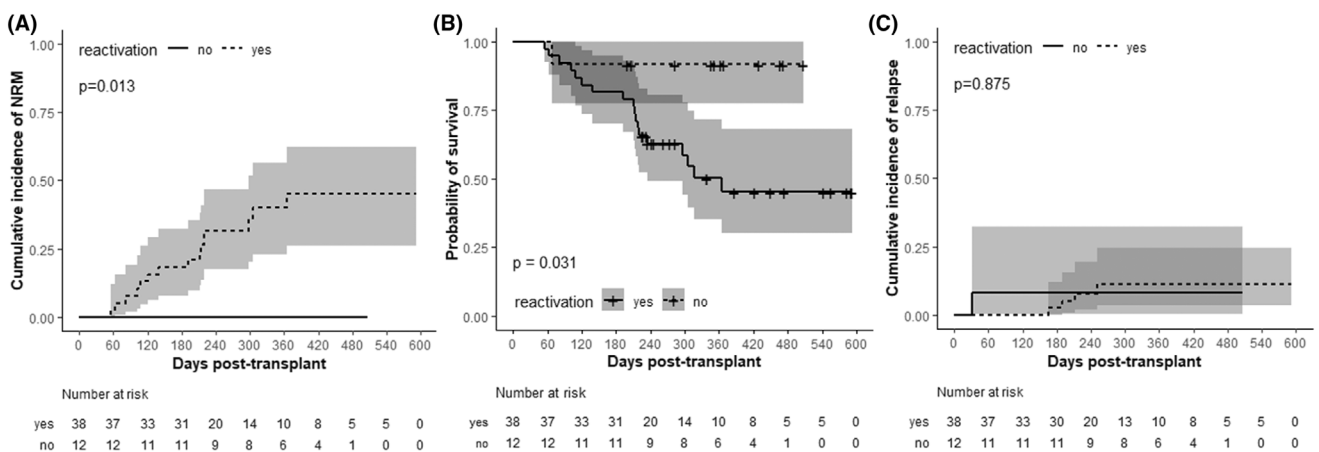 (A)
reactivation no yes
p=0.013
Cumulative incidence of NRM
1.00
0.75
0.50
0.25
0.00
0 60 120 180 240 300 360 420 480 540 600
Days post-transplant
Number at risk
yes 38 37 33 31 20 14 10 8 5 5 0
no 12 12 11 11 9 8 6 4 1 0 0
(B)
Probability of survival
1.00
0.75
0.50
0.25
0.00
p = 0.031
reactivation yes no
0 60 120 190 240 300 360 420 480 540 600
Days post-transplant
Number at risk
yes 38 37 33 31 20 14 10 8 5 5 0
no 12 12 11 11 9 8 6 4 1 0 0
(C)
reactivation no yes
p=0.875
Cumulative incidence of relapse
1.00
0.75
0.50
0.25
0.00
0 60 120 180 240 300 360 420 480 540 600
Days post-transplant
Number at risk
yes 38 37 33 30 20 13 10 8 5 5 0
no 12 11 11 11 9 8 6 4 1 0 0